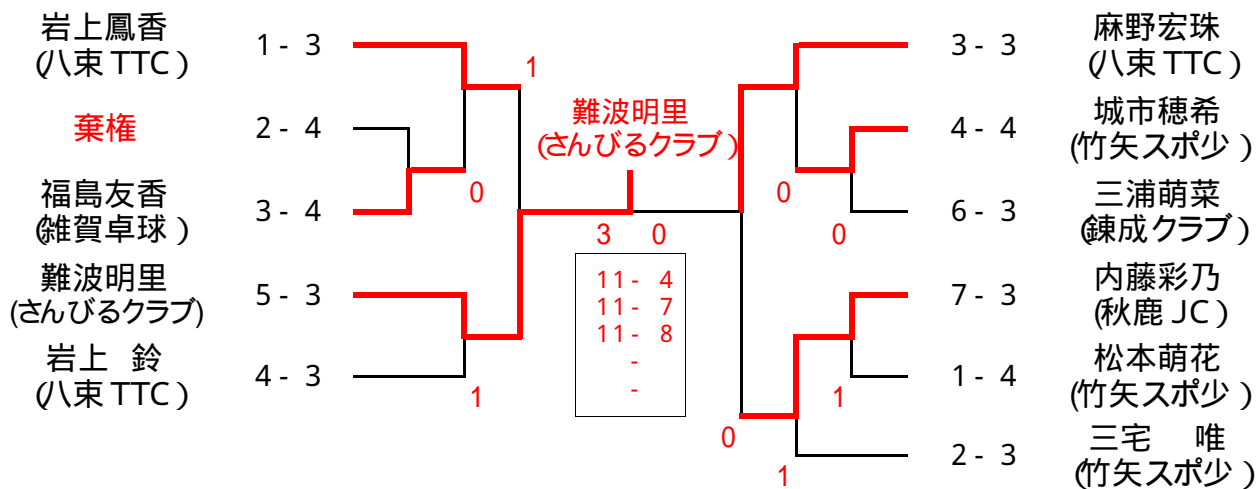 岩上鳳香
(八束 TTC )
1 - 3
棄権
2 - 4
福島友香
(雑賀卓球 )
3 - 4
難波明里
(さんびるクラブ)
5 - 3
岩上 鈴
(八束 TTC )
4 - 3
1
0
1
難波明里
(さんびるクラブ )
3 0
11 - 4
11 - 7
11 - 8
-
-
麻野宏珠
(八束 TTC )
3 - 3
城市穂希
(竹矢スポ少 )
4 - 4
三浦萌菜
(錬成クラブ )
6 - 3
内藤彩乃
(秋鹿 JC )
7 - 3
松本萌花
(竹矢スポ少 )
1 - 4
三宅 唯
(竹矢スポ少 )
2 - 3
0
0
1
0
1